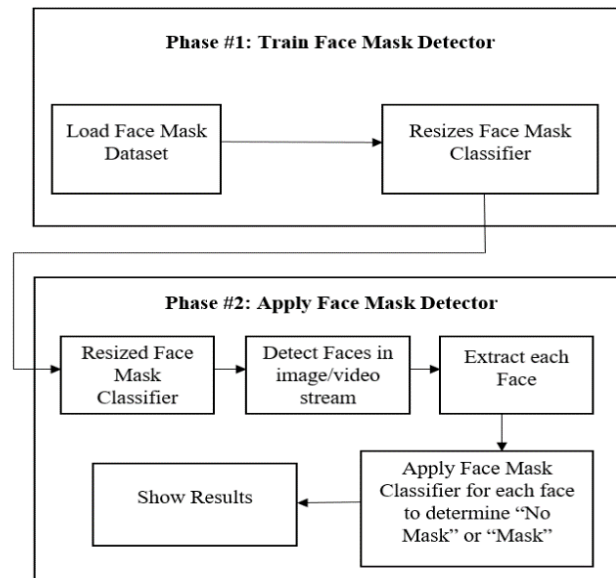 Phase #1: Train Face Mask Detector
Load Face Mask
Dataset
Resizes Face Mask
Classifier
Phase #2: Apply Face Mask Detector
Resized Face
Mask
Classifier
Detect Faces in
image/video
stream
Extract each
Face
Apply Face Mask
Classifier for each face
to determine “No
Mask” or “Mask”
Show Results